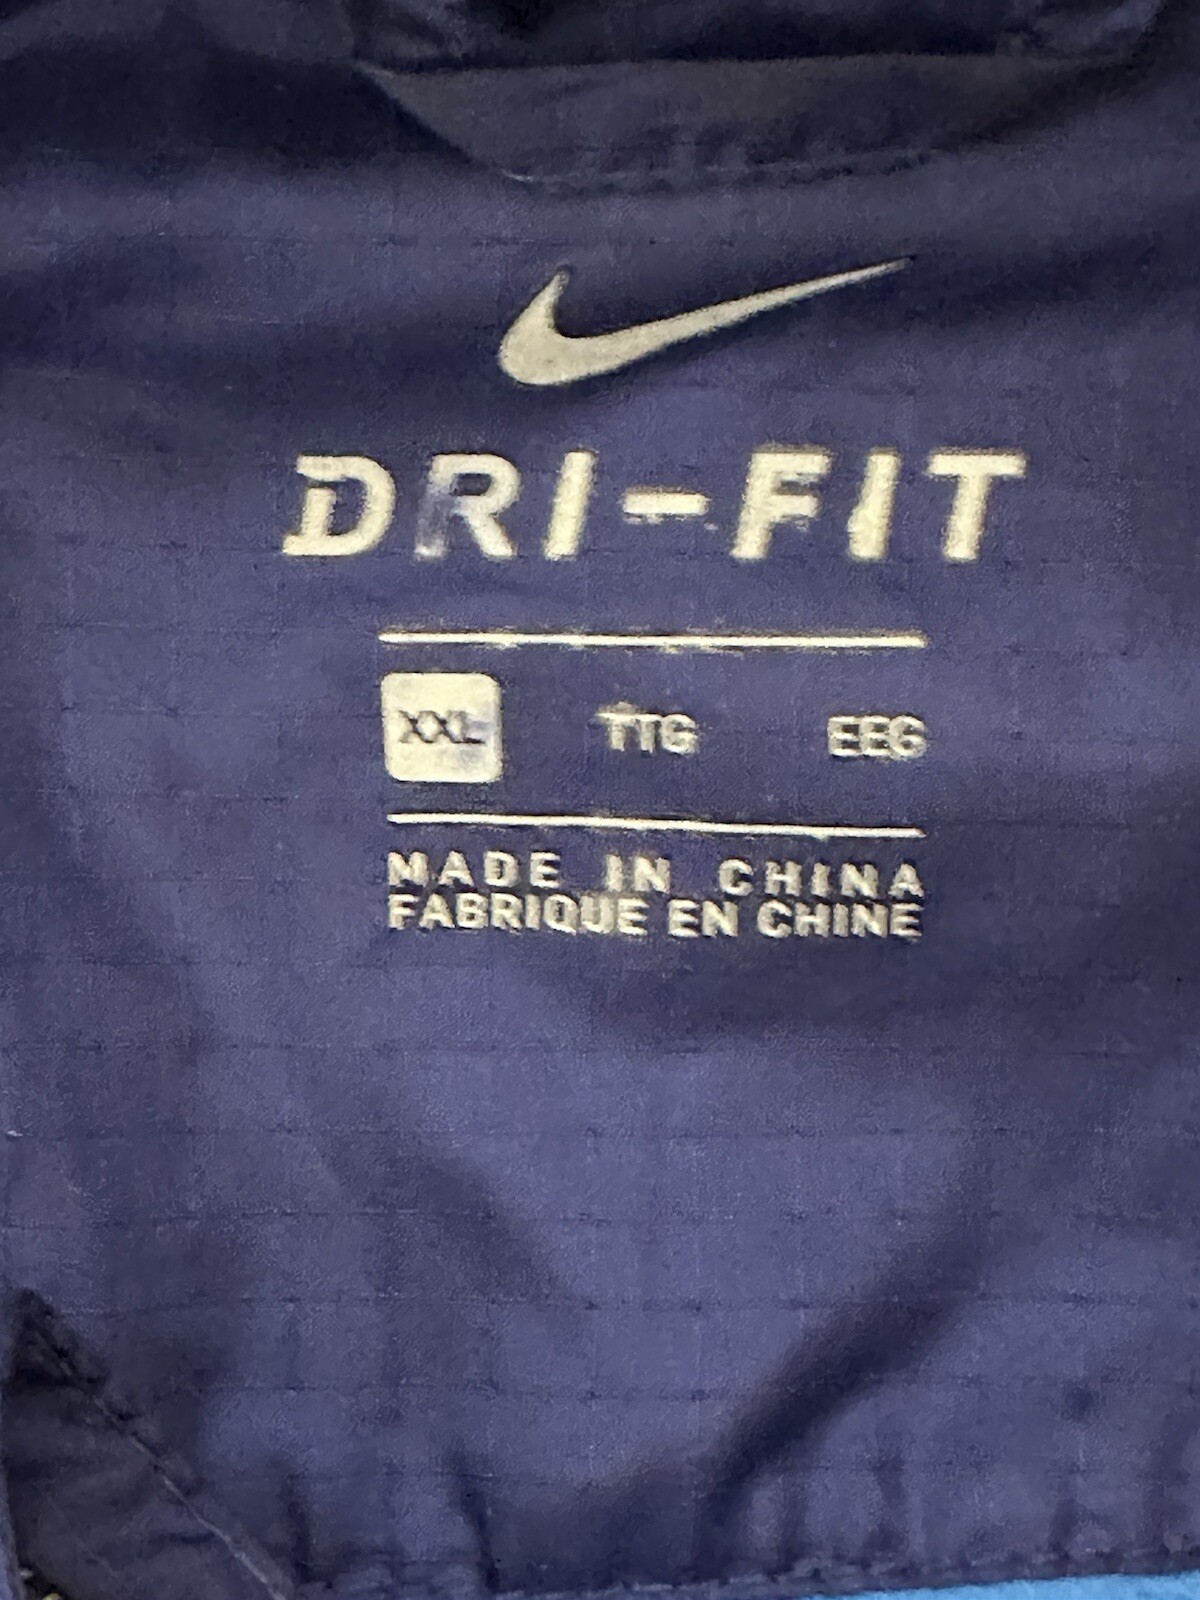 DRI-FIT
XXL TTG EEG
MADE IN CHINA
FABRIQUE EN CHINE